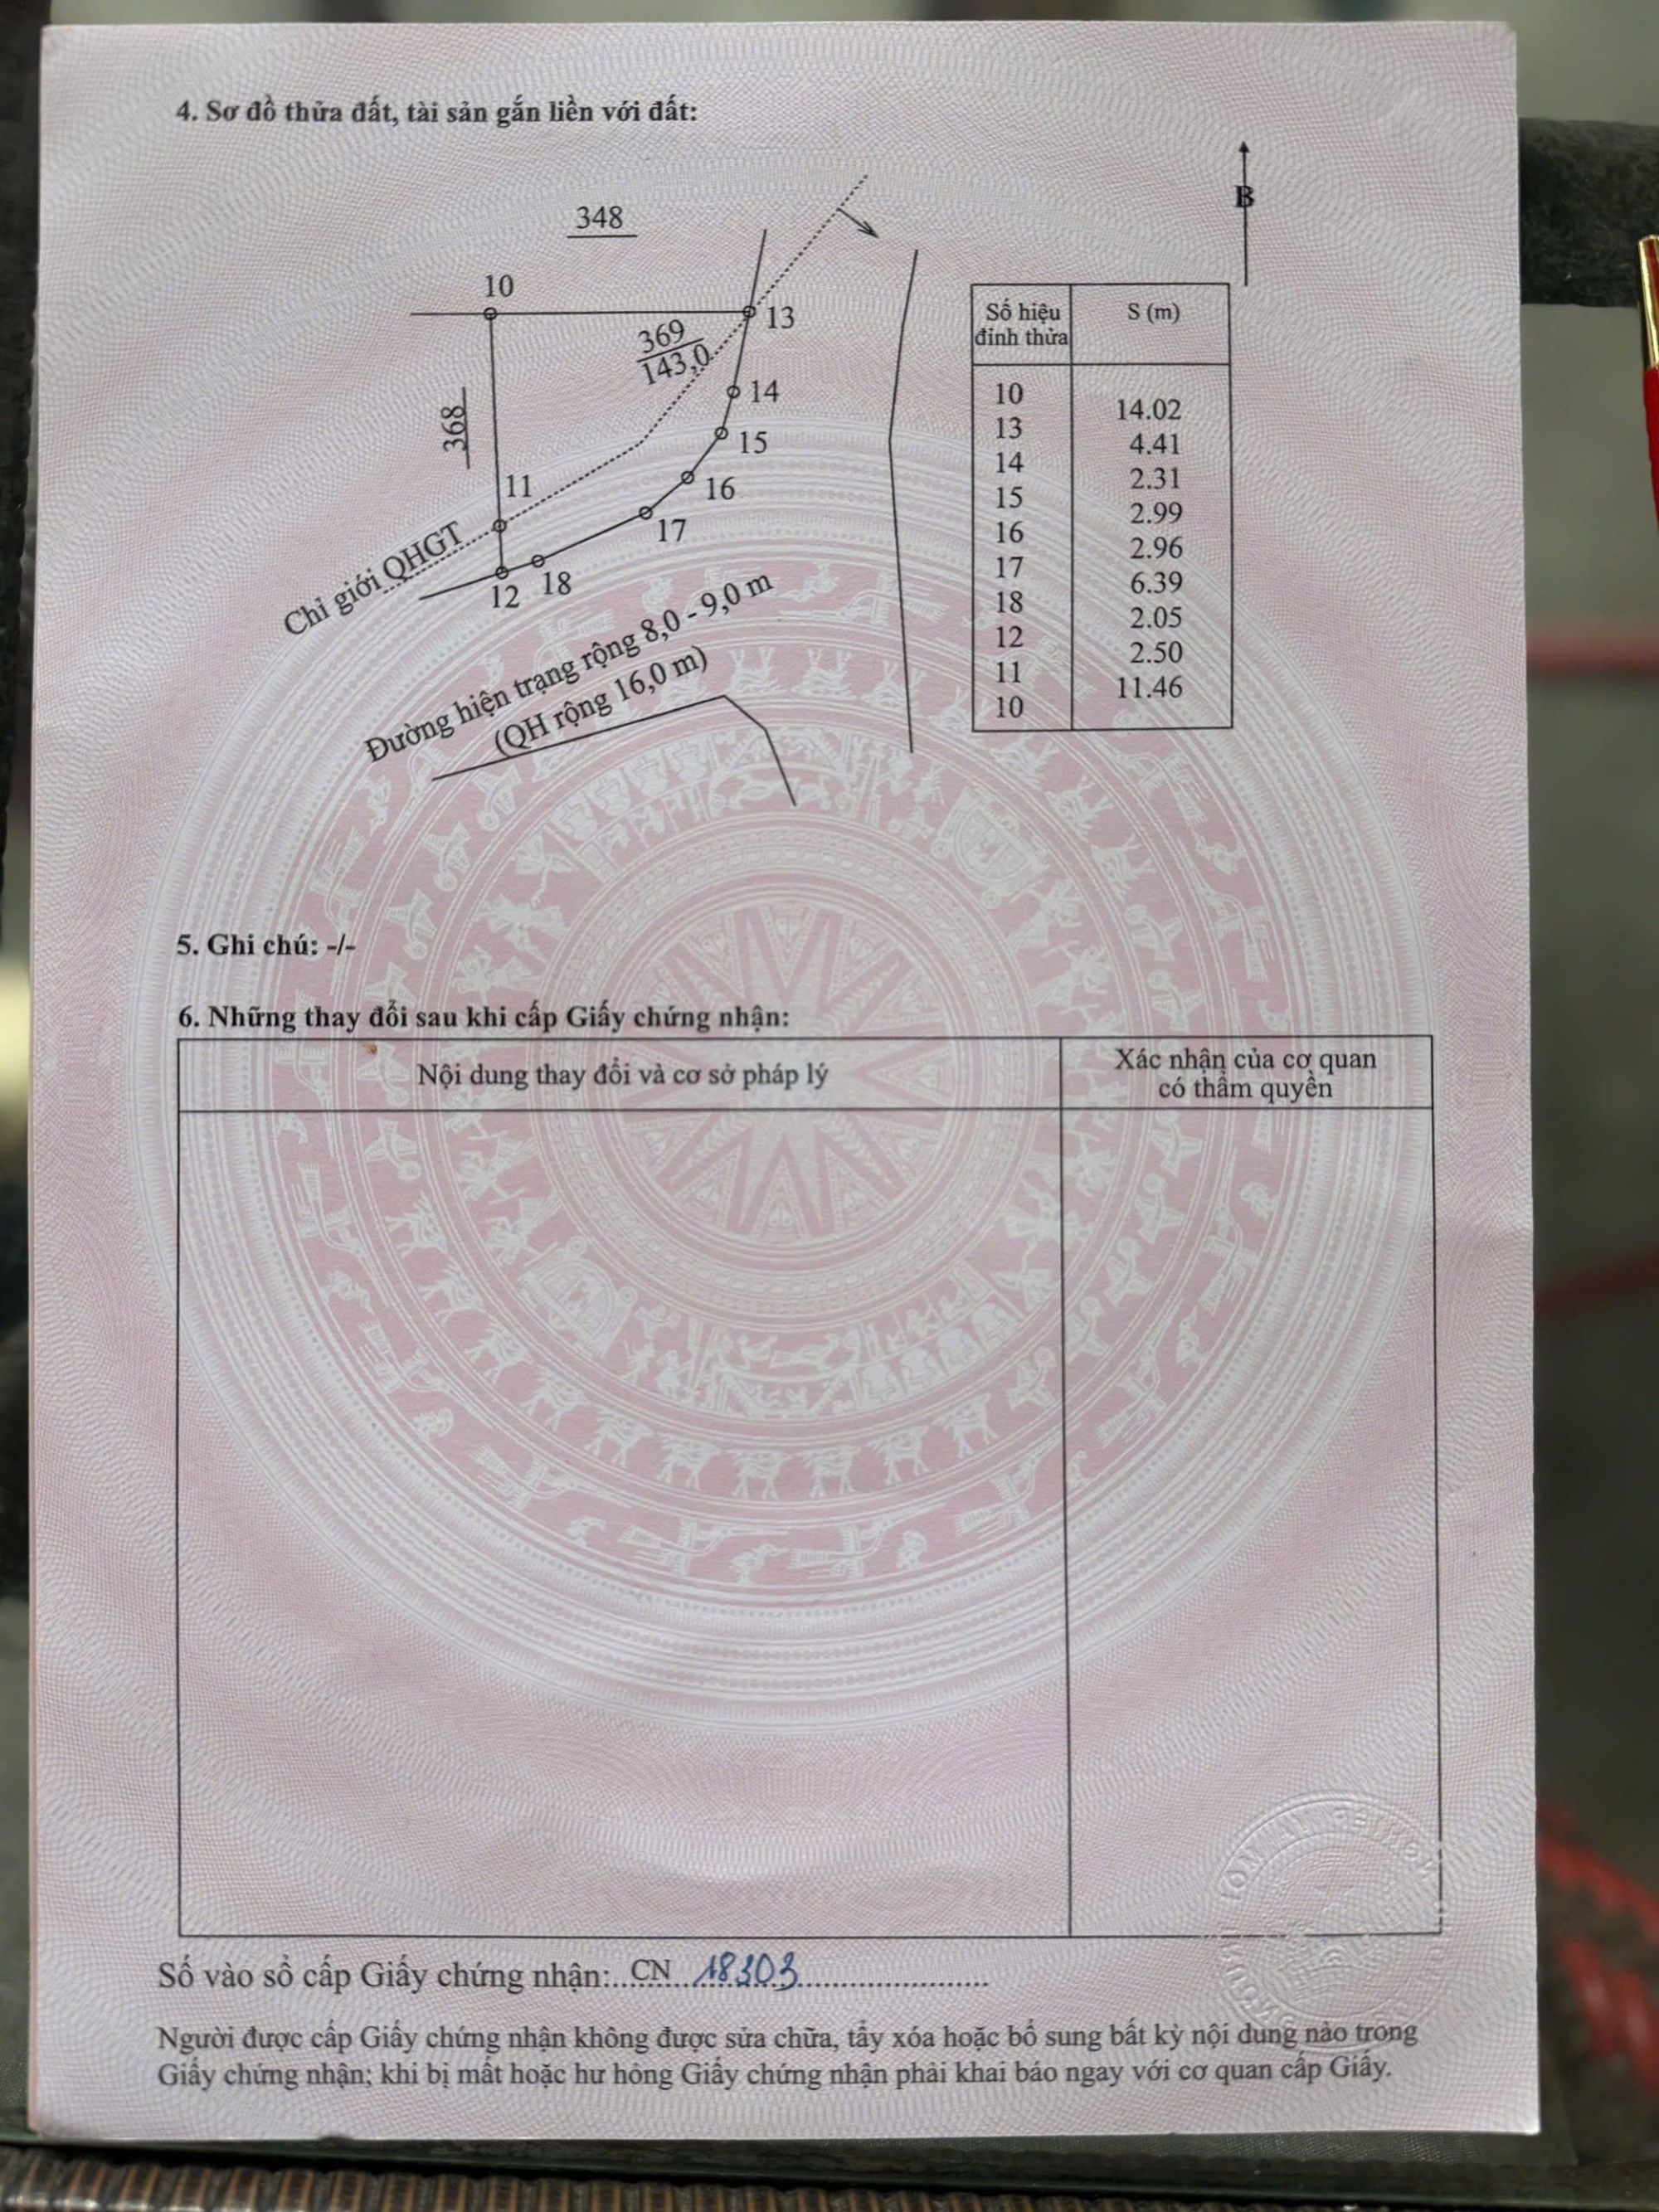 4. Sơ đồ thửa đất, tài sản gắn liền với đất:
B
348
10
13
369
143,0
14
368
15
11
16
17
Chỉ giới QHGT
12
18
Đường hiện trạng rộng 8,0 - 9,0 m
(QH rộng 16,0 m)
Số hiệu đỉnh thửa S (m)
10
14.02
13
4.41
14
2.31
15
2.99
16
2.96
17
6.39
18
2.05
12
2.50
11
11.46
10
5. Ghi chú: -/-
6. Những thay đổi sau khi cấp Giấy chứng nhận:
Nội dung thay đổi và cơ sở pháp lý
Xác nhận của cơ quan
có thẩm quyền
Số vào sổ cấp Giấy chứng nhận:...CN...18303
Người được cấp Giấy chứng nhận không được sửa chữa, tẩy xóa hoặc bổ sung bất kỳ nội dung nào trong
Giấy chứng nhận; khi bị mất hoặc hư hỏng Giấy chứng nhận phải khai báo ngay với cơ quan cấp Giấy.